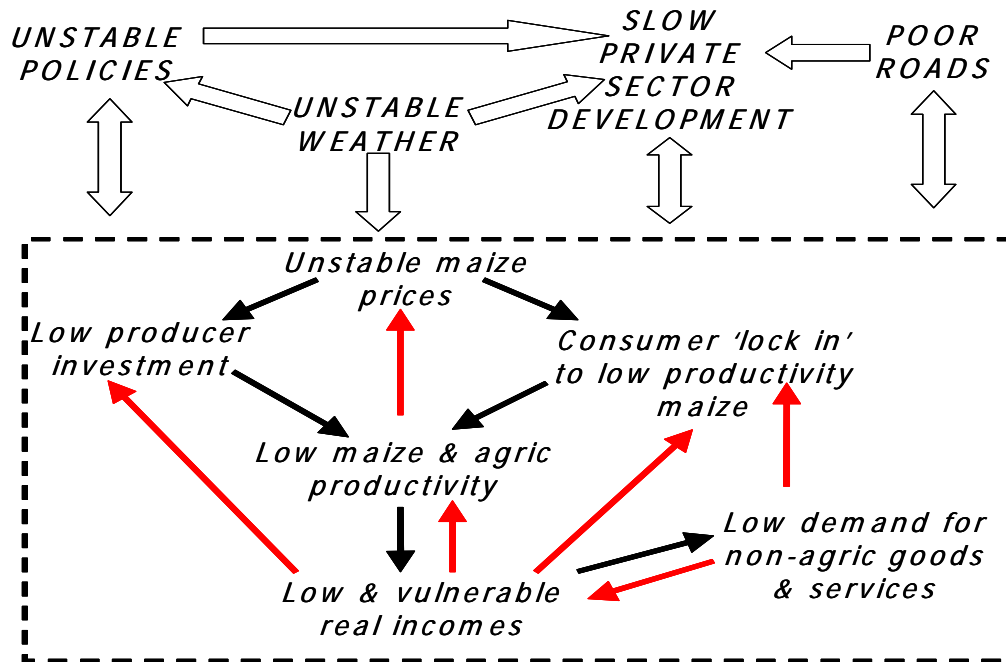 UNSTABLE
POLICIES
UNSTABLE
WEATHER
SLOW
PRIVATE
SECTOR
DEVELOPMENT
POOR
ROADS
Unstable maize
prices
Low producer
investment
Consumer ‘lock in’
to low productivity
maize
Low maize & agric
productivity
Low demand for
non-agric goods
& services
Low & vulnerable
real incomes